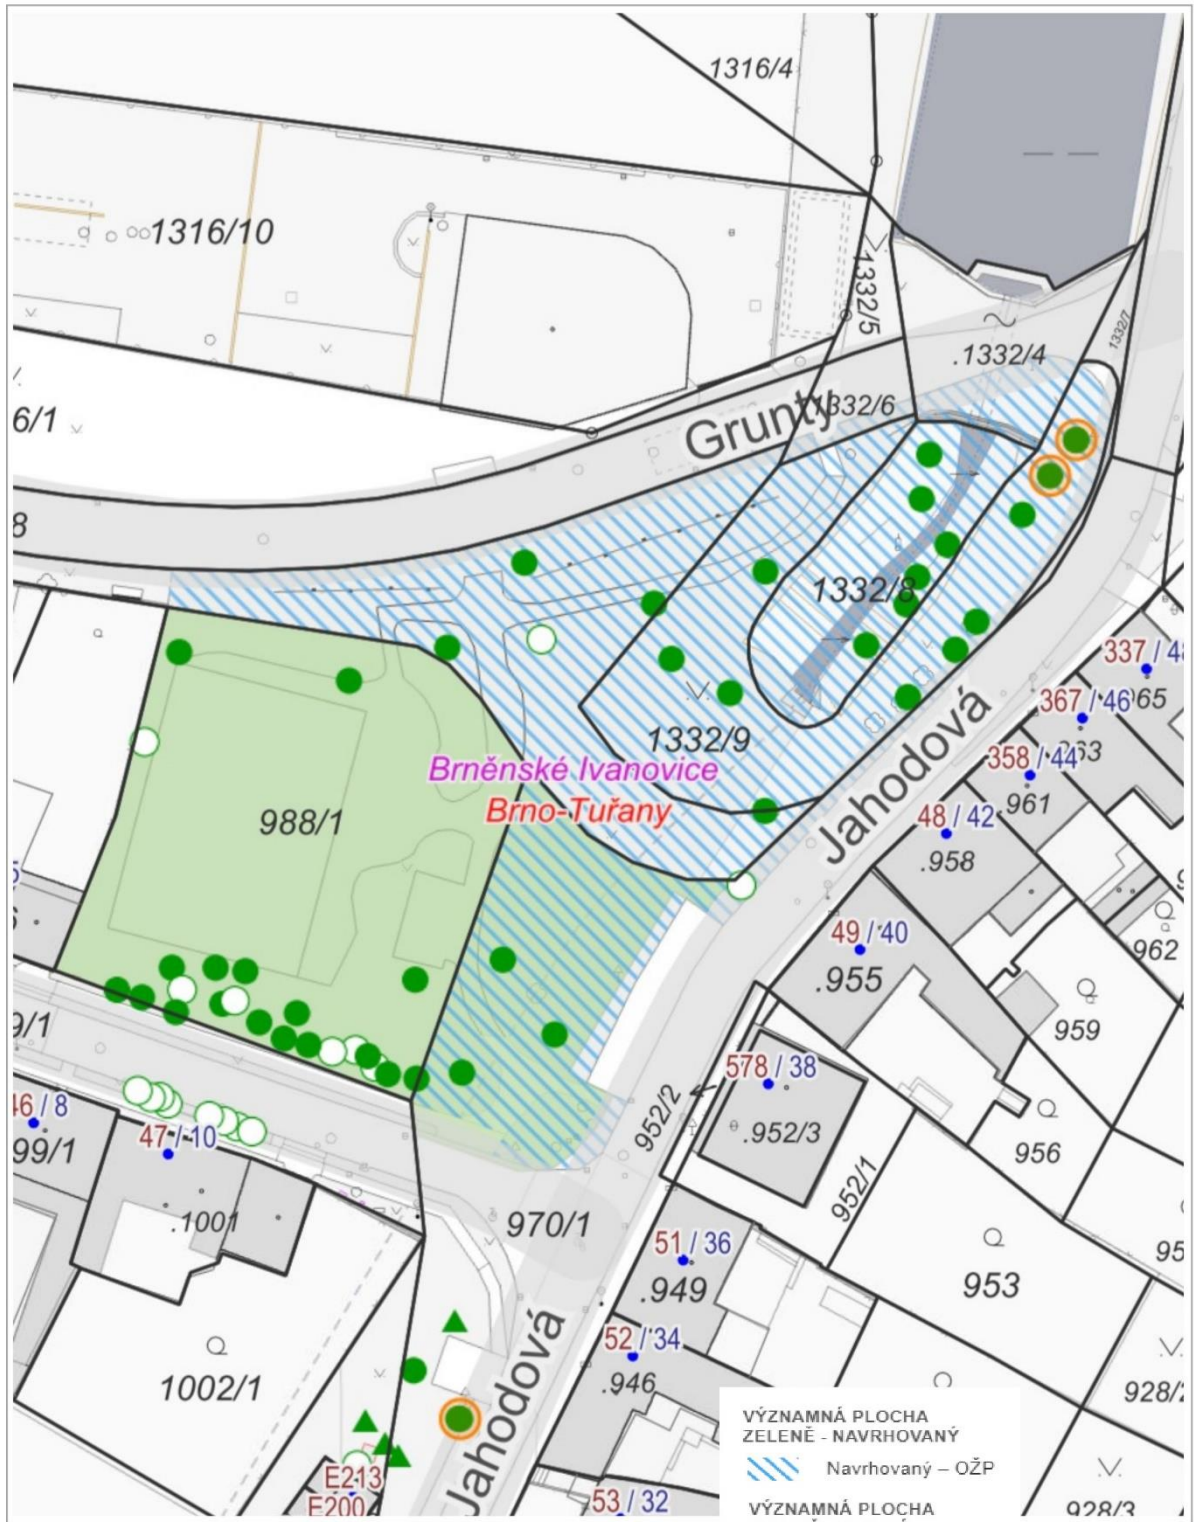 1316/4
1316/10
1332/5
1332/7
.1332/4
6/1
1332/6
Grunty
8
1332/8
337 / 48
367 / 46
965
1332/9
358 / 44
963
Brněnské Ivanovice
961
Brno-Tuřany
988/1
Jahodová
48 / 42
.958
49 / 40
962
.955
959
9/1
578 / 38
46 / 8
952/2
.952/3
47 / 10
99/1
956
952/1
.1001
970/1
51 / 36
95
953
.949
52 / 34
1002/1
.946
928/2
Jahodová
VÝZNAMNÁ PLOCHA
ZELENĚ - NAVRHOVANÝ
Navrhovaný – OŽP
E213
E200
53 / 32
VÝZNAMNÁ PLOCHA
928/3